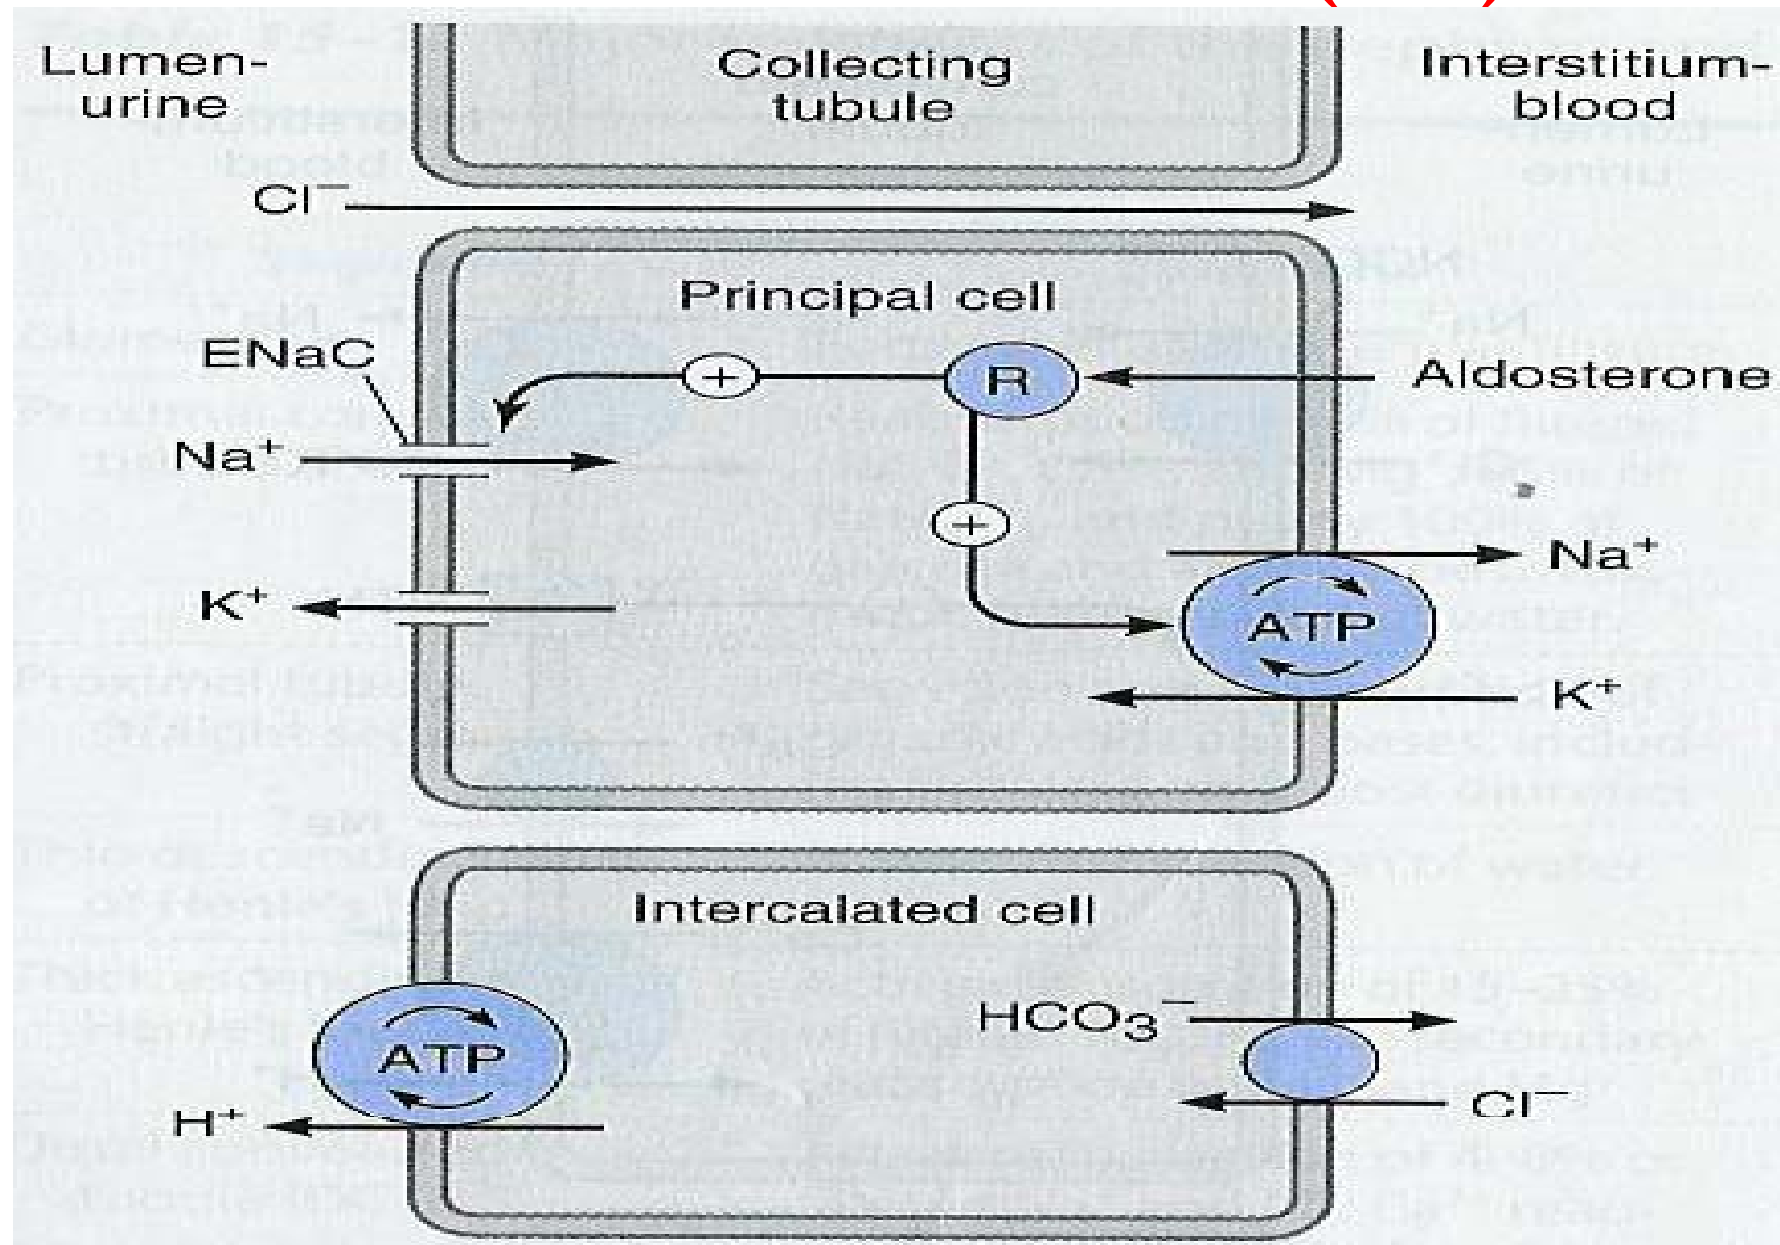 Lumen-
urine
Collecting
tubule
Interstitium-
blood
Cl⁻
Principal cell
ENaC
R
Aldosterone
Na⁺
Na⁺
K⁺
ATP
K⁺
Intercalated cell
HCO₃⁻
ATP
H⁺
Cl⁻